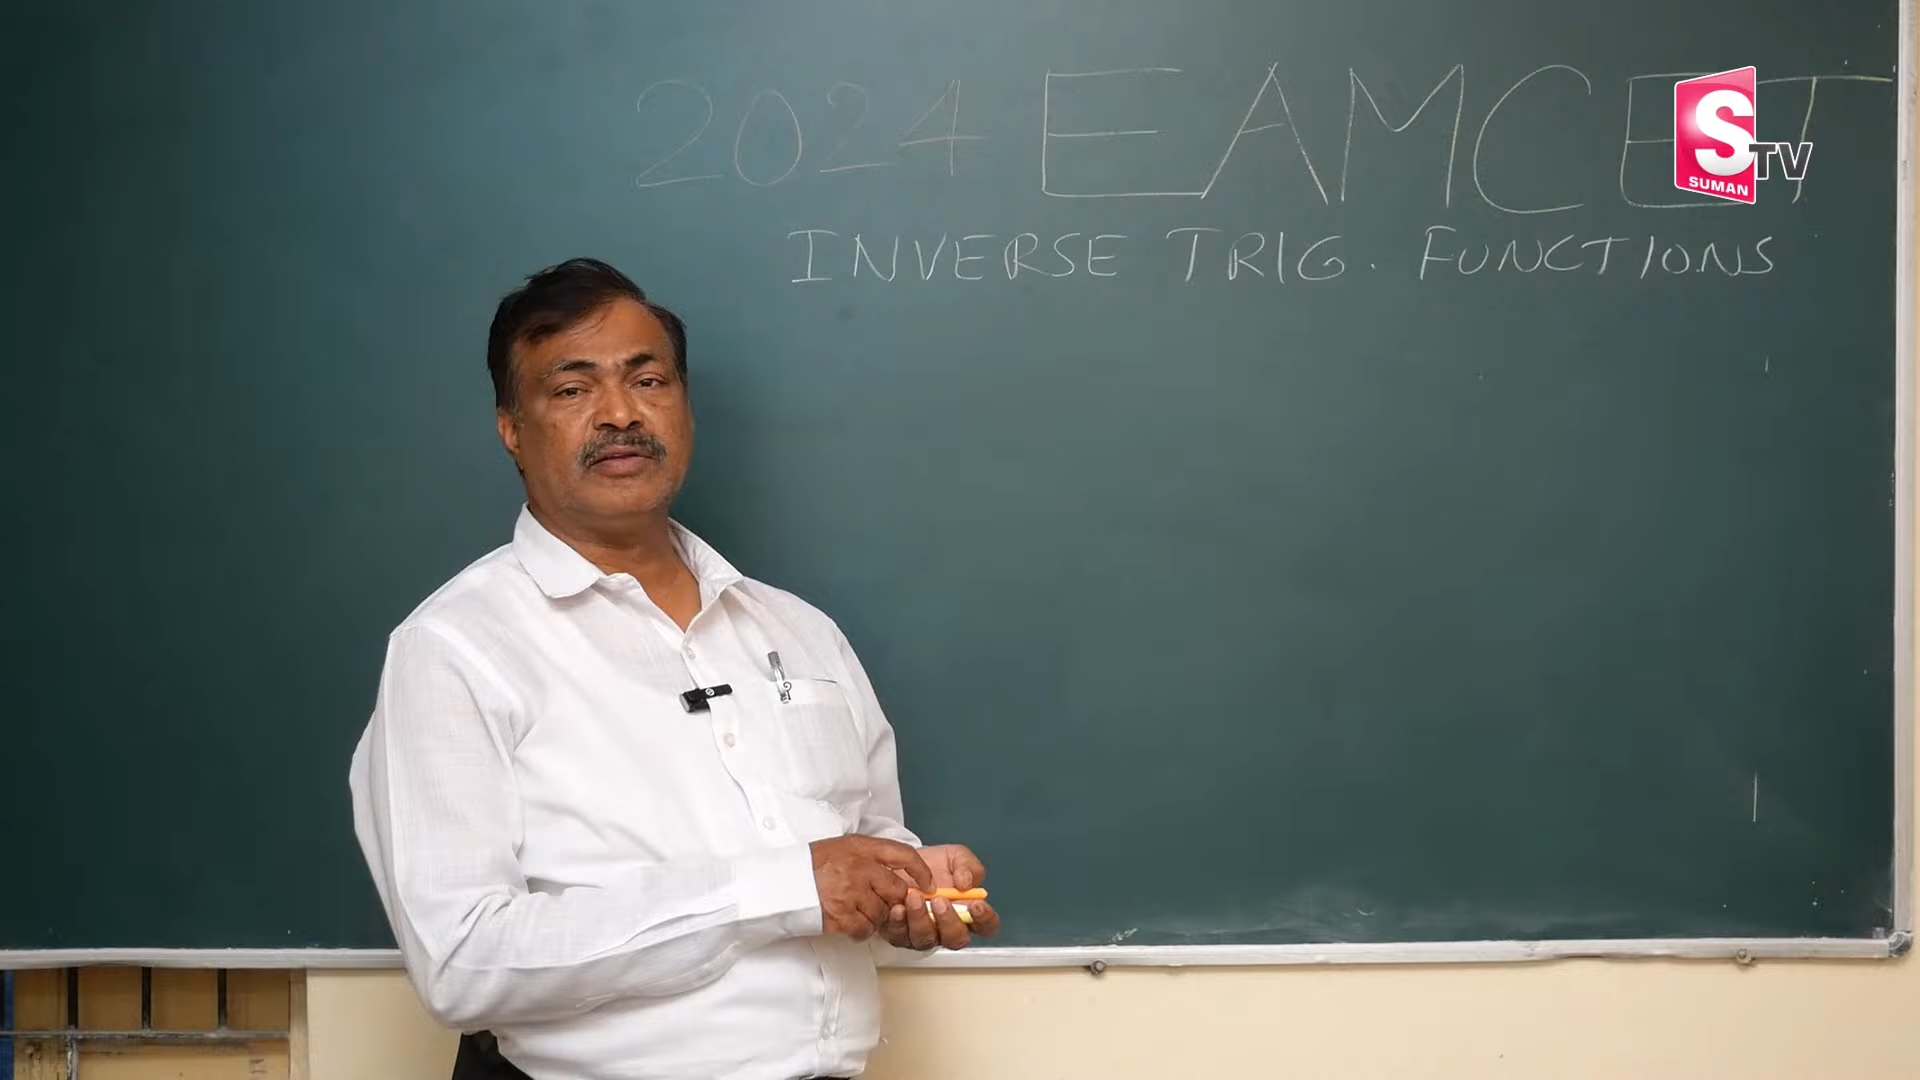 2024 EAMCET
INVERSE TRIG. FUNCTIONS
S TV
SUMAN